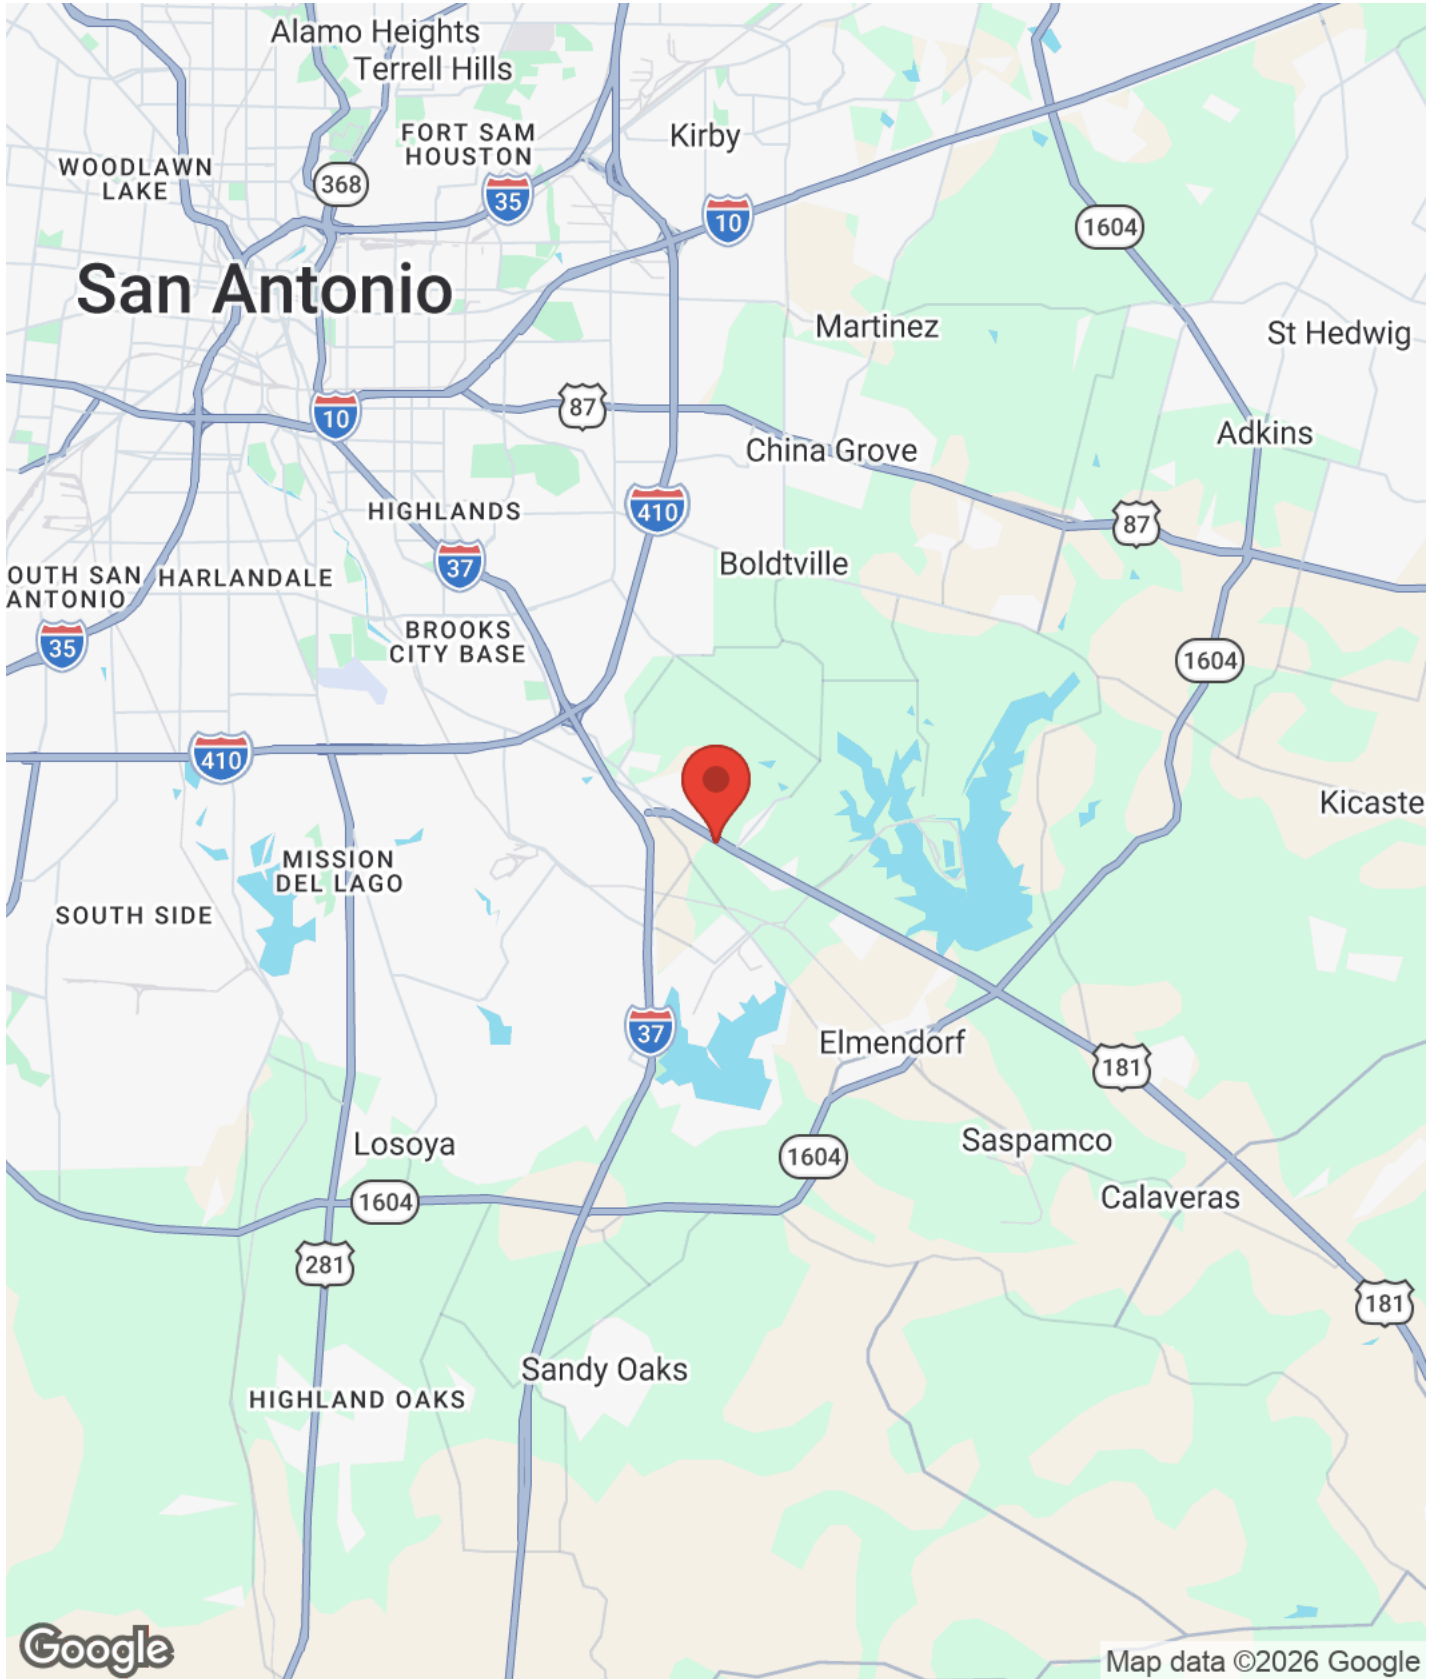 Alamo Heights
Terrell Hills
FORT SAM
HOUSTON
Kirby
WOODLAWN
LAKE
368
35
10
1604
San Antonio
Martinez
St Hedwig
10
87
Adkins
China Grove
HIGHLANDS
410
87
Boldtville
37
OUTH SAN
ANTONIO
HARLANDALE
BROOKS
CITY BASE
35
1604
410
Kicaste
MISSION
DEL LAGO
SOUTH SIDE
37
Elmendorf
181
Losoya
Saspamco
1604
1604
Calaveras
281
181
Sandy Oaks
HIGHLAND OAKS
Google
Map data ©2026 Google